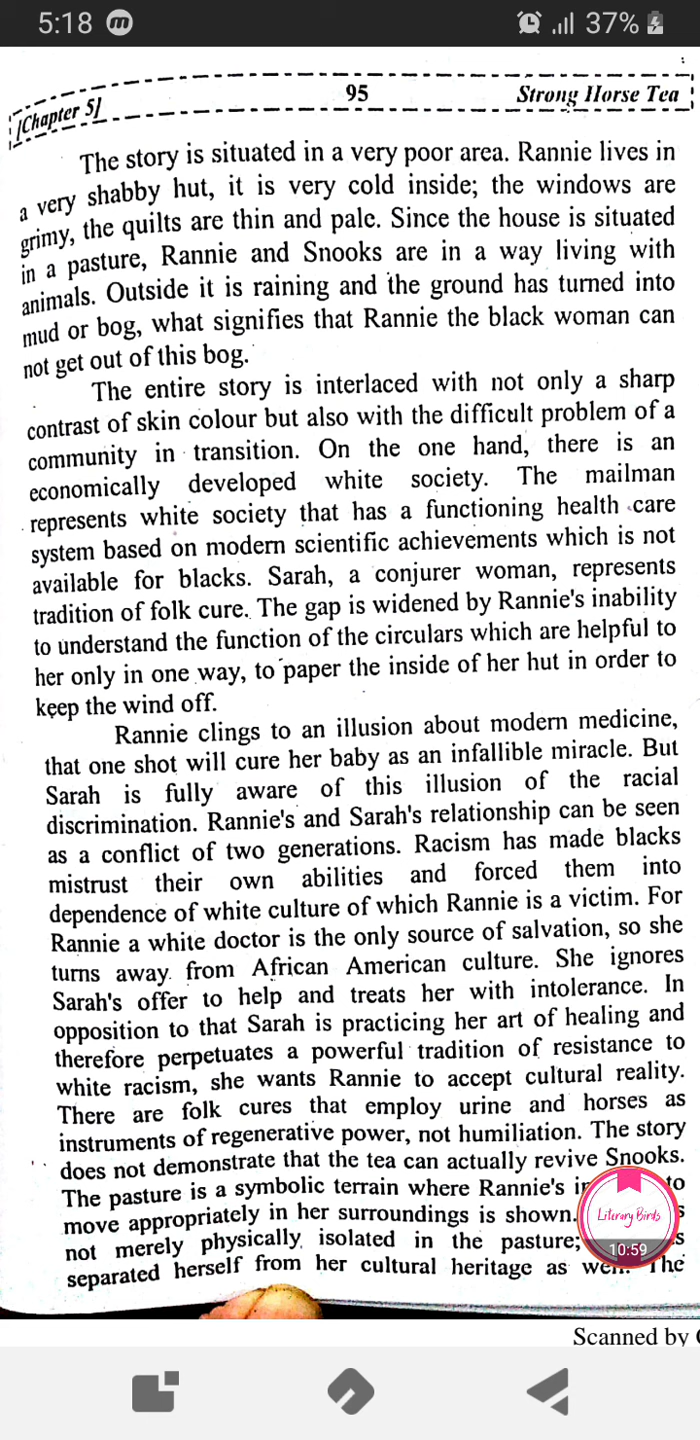 5:18
37%
[Chapter 5]
95
Strong Horse Tea
The story is situated in a very poor area. Rannie lives in
a very shabby hut, it is very cold inside; the windows are
grimy, the quilts are thin and pale. Since the house is situated
in a pasture, Rannie and Snooks are in a way living with
animals. Outside it is raining and the ground has turned into
mud or bog, what signifies that Rannie the black woman can
not get out of this bog.
The entire story is interlaced with not only a sharp
contrast of skin colour but also with the difficult problem of a
community in transition. On the one hand, there is an
economically developed white society. The mailman
represents white society that has a functioning health care
system based on modern scientific achievements which is not
available for blacks. Sarah, a conjurer woman, represents
tradition of folk cure. The gap is widened by Rannie's inability
to understand the function of the circulars which are helpful to
her only in one way, to paper the inside of her hut in order to
keep the wind off.
Rannie clings to an illusion about modern medicine,
that one shot will cure her baby as an infallible miracle. But
Sarah is fully aware of this illusion of the racial
discrimination. Rannie's and Sarah's relationship can be seen
as a conflict of two generations. Racism has made blacks
mistrust their own abilities and forced them into
dependence of white culture of which Rannie is a victim. For
Rannie a white doctor is the only source of salvation, so she
turns away from African American culture. She ignores
Sarah's offer to help and treats her with intolerance. In
opposition to that Sarah is practicing her art of healing and
therefore perpetuates a powerful tradition of resistance to
white racism, she wants Rannie to accept cultural reality.
There are folk cures that employ urine and horses as
instruments of regenerative power, not humiliation. The story
does not demonstrate that the tea can actually revive Snooks.
The pasture is a symbolic terrain where Rannie's to
move appropriately in her surroundings is shown.
not merely physically isolated in the pasture;
separated herself from her cultural heritage as well. The
Literary Birds
10:59
Scanned by